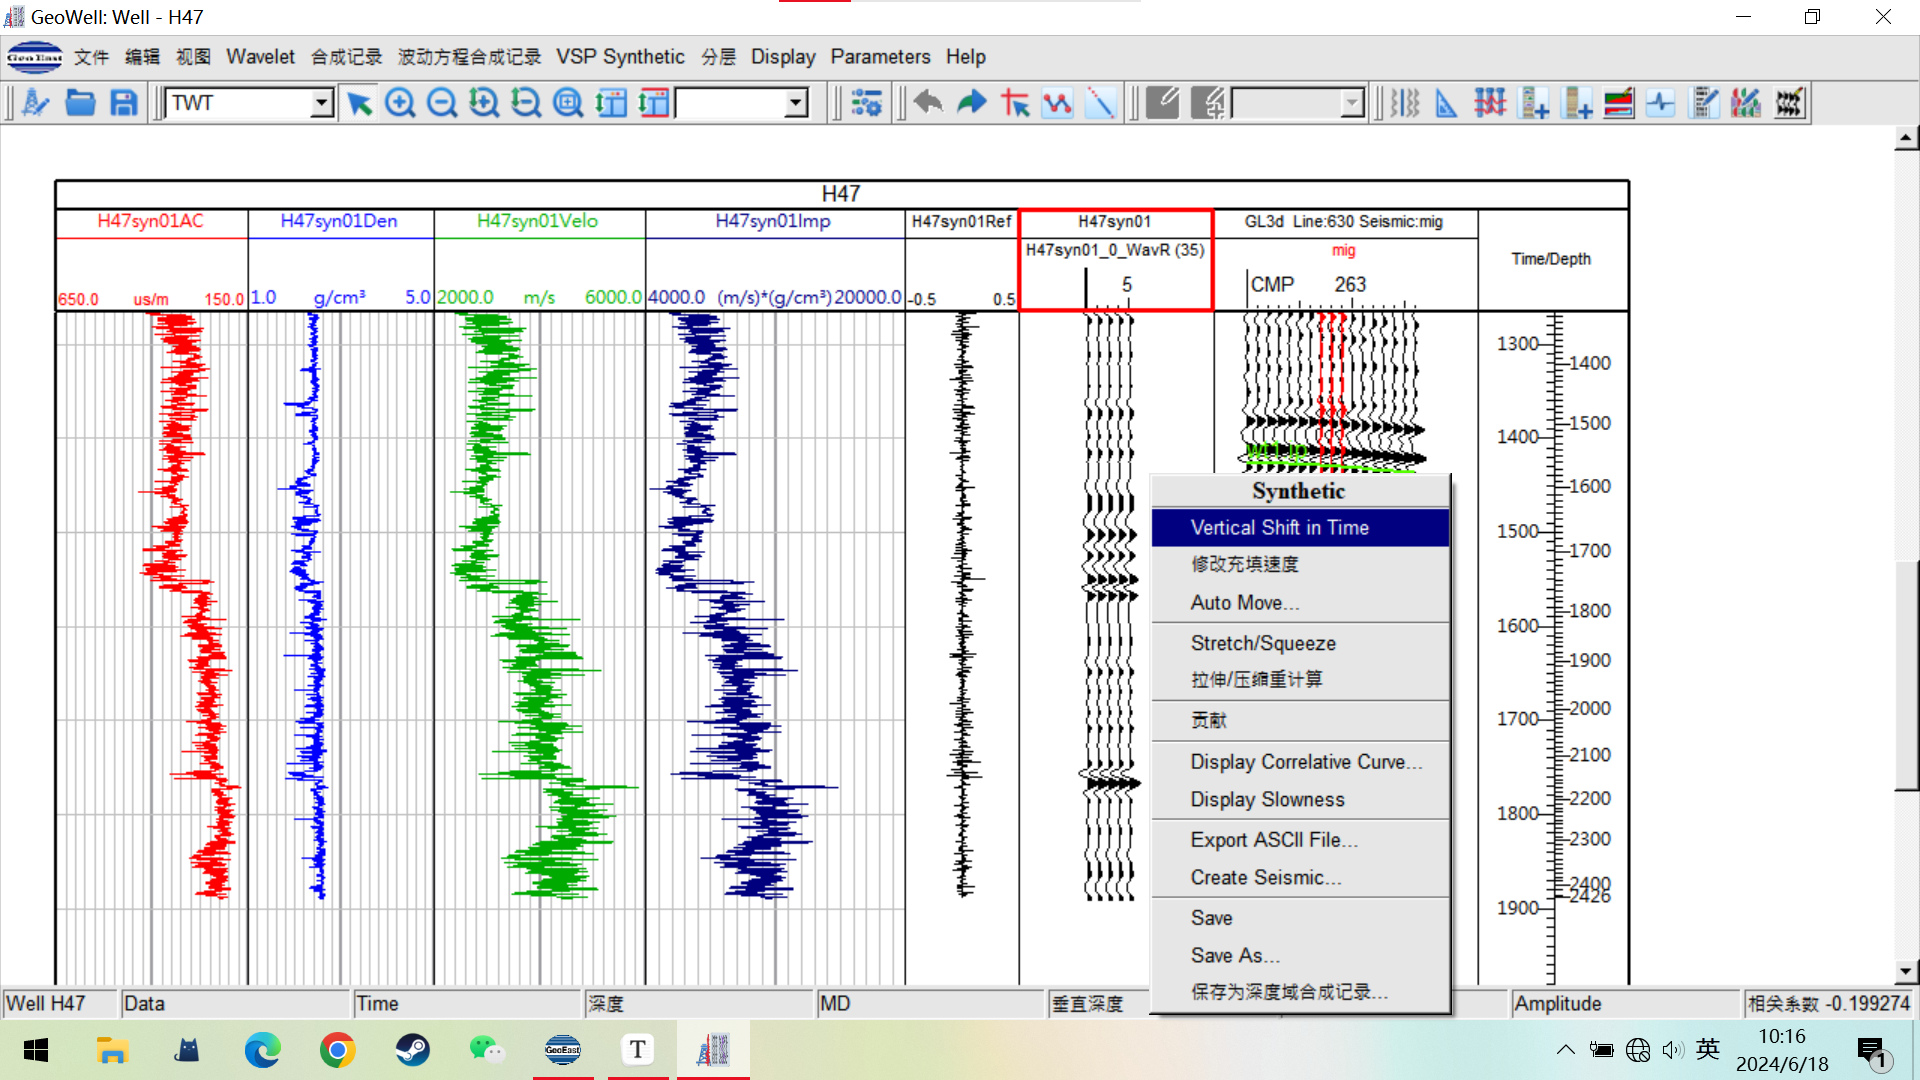 GeoWell: Well - H47
GeoEast 文件 编辑 视图 Wavelet 合成记录 波动方程合成记录 VSP Synthetic 分层 Display Parameters Help
TWT
H47
H47syn01AC H47syn01Den H47syn01Velo H47syn01Imp H47syn01Ref H47syn01 GL3d Line:630 Seismic:mig
H47syn01_0_WavR (35) mig Time/Depth
5 CMP 263
650.0 us/m 150.0 1.0 g/cm³ 5.0 2000.0 m/s 6000.0 4000.0 (m/s)*(g/cm³) 20000.0 -0.5 0.5
1300
1400
1500
1400
1600
1500
1700
1800
1600
1900
2000
1700
2100
2200
1800
2300
2400
2426
1900
Synthetic
Vertical Shift in Time
修改充填速度
Auto Move...
Stretch/Squeeze
拉伸/压缩重计算
贡献
Display Correlative Curve...
Display Slowness
Export ASCII File...
Create Seismic...
Save
Save As...
保存为深度域合成记录...
Well H47 Data Time 深度 MD 垂直深度 Amplitude 相关系数 -0.199274
GeoEast T 英 10:16
2024/6/18 1